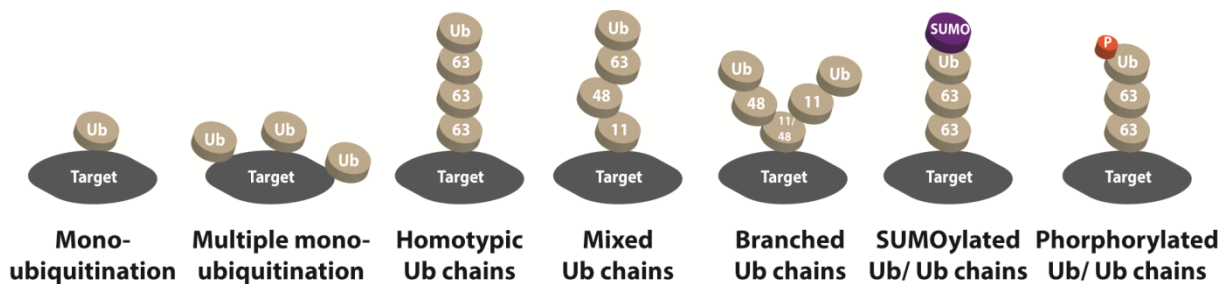 Ub
Target
Mono-
ubiquitination
Ub
Ub
Ub
Target
Multiple mono-
ubiquitination
Ub
63
63
63
Target
Homotypic
Ub chains
Ub
63
48
11
Target
Mixed
Ub chains
Ub
Ub
48
11
11/
48
Target
Branched
Ub chains
SUMO
Ub
63
63
Target
SUMOylated
Ub/ Ub chains
P
Ub
63
63
Target
Phorphorylated
Ub/ Ub chains